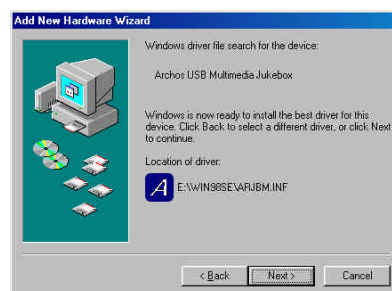 Add New Hardware Wizard
Windows driver file search for the device:
Archos USB Multimedia Jukebox
Windows is now ready to install the best driver for this
device. Click Back to select a different driver, or click Next
to continue.
Location of driver:
A E:\WIN98SE\ARJBM.INF
< Back Next > Cancel